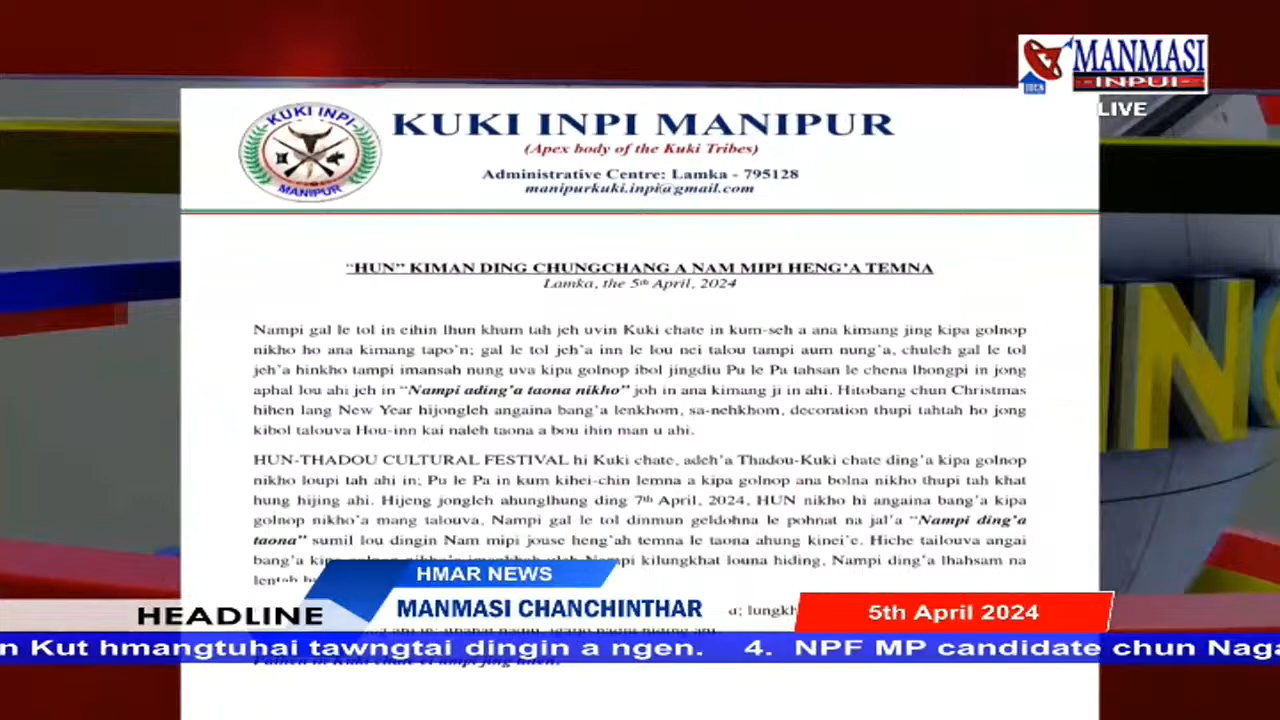 MANMASI
INPUI
IDCR
LIVE
KUKI INPI
MANIPUR
KUKI INPI MANIPUR
(Apex body of the Kuki Tribes)
Administrative Centre: Lamka - 795128
manipurkuki.inpi@gmail.com
"HUN" KIMAN DING CHUNGCHANG A NAM MIPI HENG'A TEMNA
Lamka, the 5th April, 2024
Nampi gal le tol in eihin lhun khum tah jeh uvin Kuki chate in kum-seh a ana kimang jing kipa golnop
nikho ho ana kimang tapo'n; gal le tol jeh'a inn le lou nei talou tampi aum nung'a, chuleh gal le tol
jeh'a hinkho tampi imansah nung uva kipa golnop ibol jingdiu Pu le Pa tahsan le chena lhongpi in jong
aphal lou ahi jeh in "Nampi ading'a taona nikho" joh in ana kimang ji in ahi. Hitobang chun Christmas
hihen lang New Year hijongleh angaina bang'a lenkhom, sa-nehkhom, decoration thupi tahtah ho jong
kibol talouva Hou-inn kai naleh taona a bou ihin man u ahi.
HUN-THADOU CULTURAL FESTIVAL hi Kuki chate, adeh'a Thadou-Kuki chate ding'a kipa golnop
nikho loupi tah ahi in; Pu le Pa in kum kihei-chin lemna a kipa golnop ana bolna nikho thupi tah khat
hung hijing ahi. Hijeng jongleh ahunglhung ding 7th April, 2024, HUN nikho hi angaina bang'a kipa
golnop nikho'a mang talouva, Nampi gal le tol dinmun geldohna le pohnat na jal'a "Nampi ding'a
taona" sumil lou dingin Nam mipi jouse heng'ah temna le taona ahung kinei'e. Hiche tailouva angai
bang'a Nampi kilungkhat louna hiding, Nampi ding'a lhahsam na
HMAR NEWS
HEADLINE
MANMASI CHANCHINTHAR
5th April 2024
n Kut hmangtuhai tawngtai dingin a ngen. 4. NPF MP candidate chun Naga